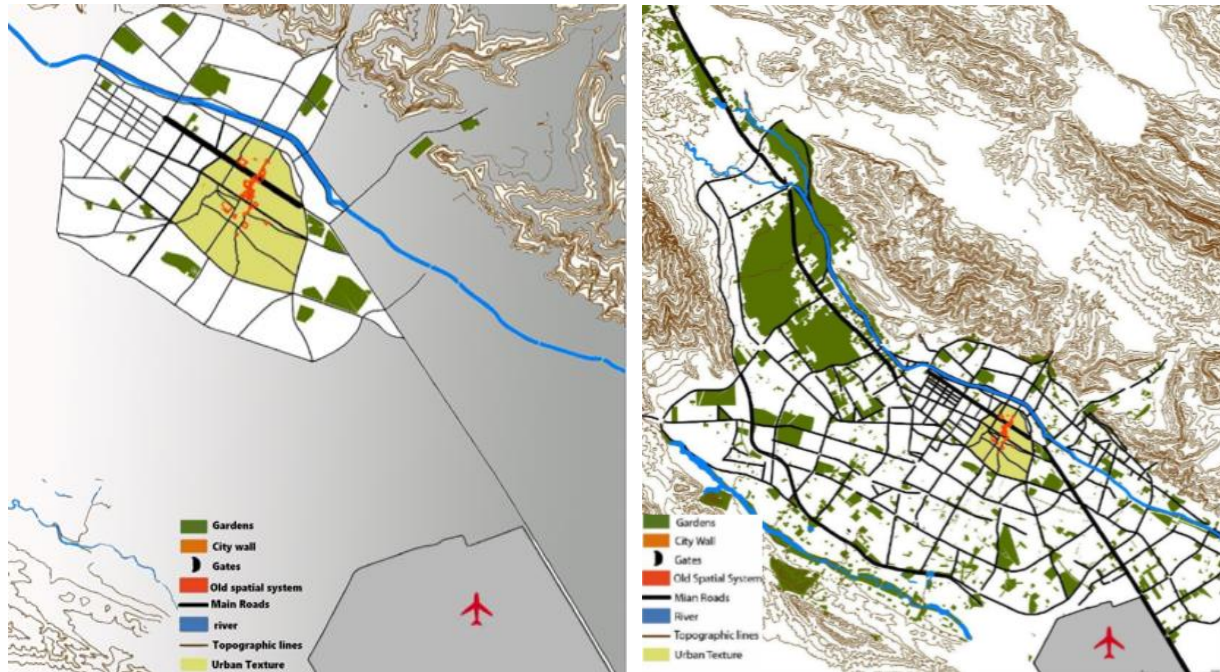 Gardens
City wall
Gates
Old spatial system
Main Roads
river
Topographic lines
Urban Texture
Gardens
City Wall
Gates
Old Spatial System
Mian Roads
River
Topographic lines
Urban Texture